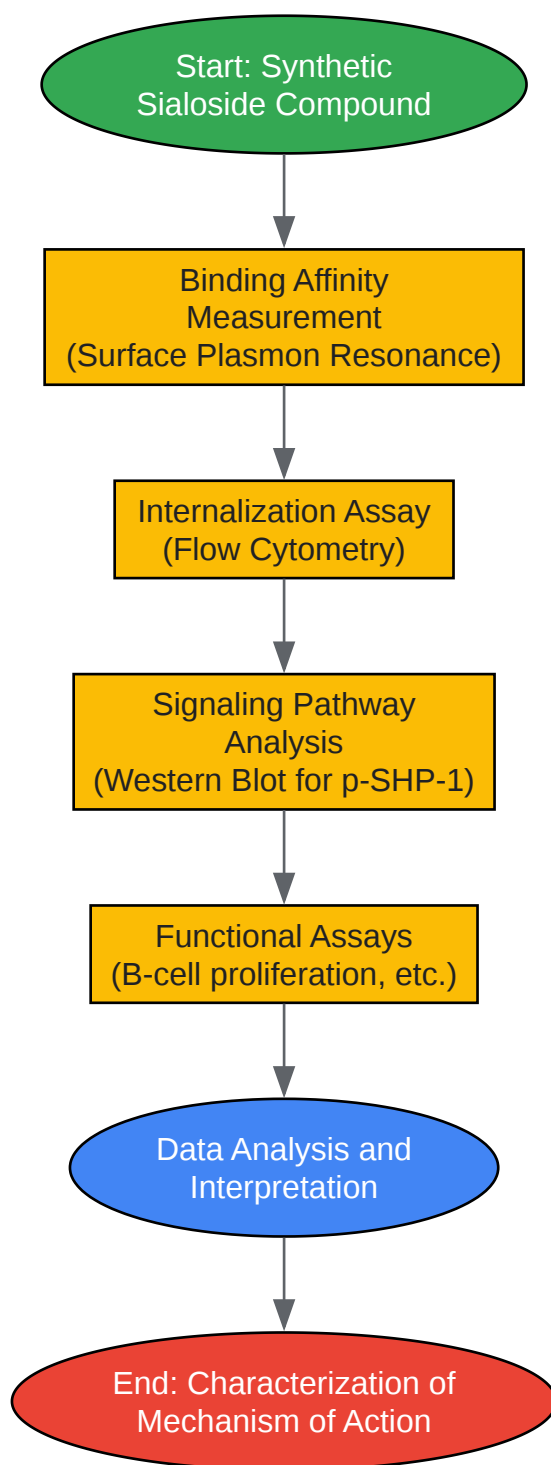 Start: Synthetic
Sialoside Compound
Binding Affinity
Measurement
(Surface Plasmon Resonance)
Internalization Assay
(Flow Cytometry)
Signaling Pathway
Analysis
(Western Blot for p-SHP-1)
Functional Assays
(B-cell proliferation, etc.)
Data Analysis and
Interpretation
End: Characterization of
Mechanism of Action